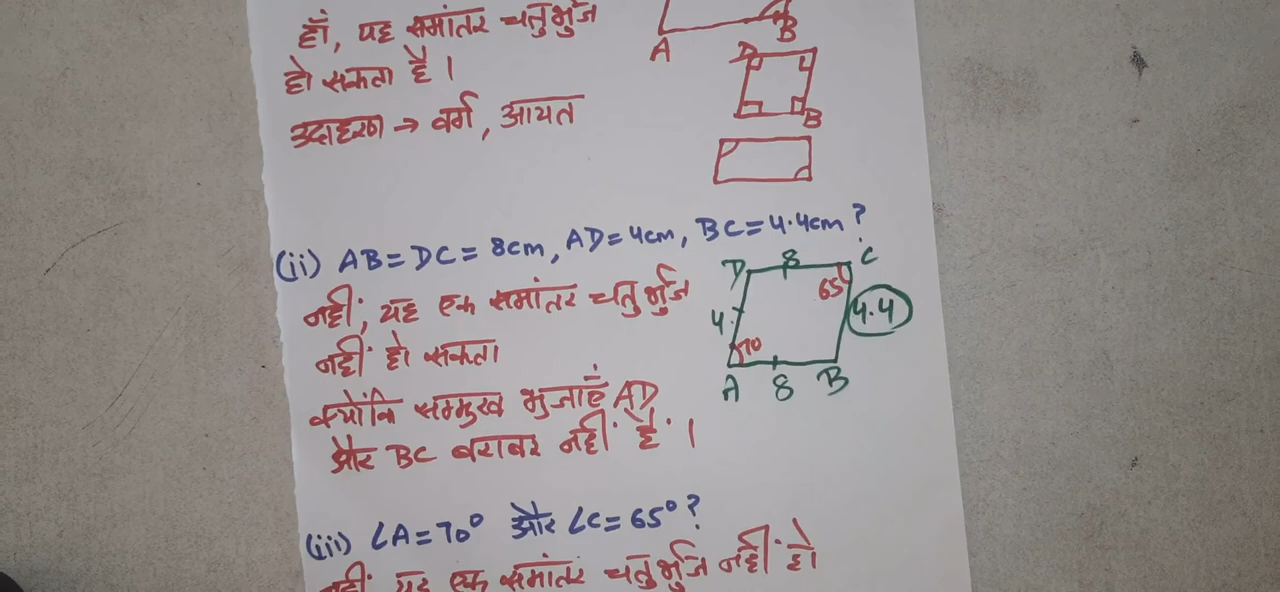 हाँ, यह समांतर चतुर्भुज
हो सकता है।
उदाहरण → वर्ग, आयत
A
B
D
B
(ii) AB = DC = 8cm, AD = 4cm, BC = 4.4cm ?
नहीं, यह एक समांतर चतुर्भुज
नहीं हो सकता
क्योंकि सम्मुख भुजाएँ AD
और BC बराबर नहीं है।
D 8 C
65
4 4.4
70
A 8 B
(iii) ∠A = 70° और ∠C = 65° ?
नहीं यह एक समांतर चतुर्भुज नहीं हो